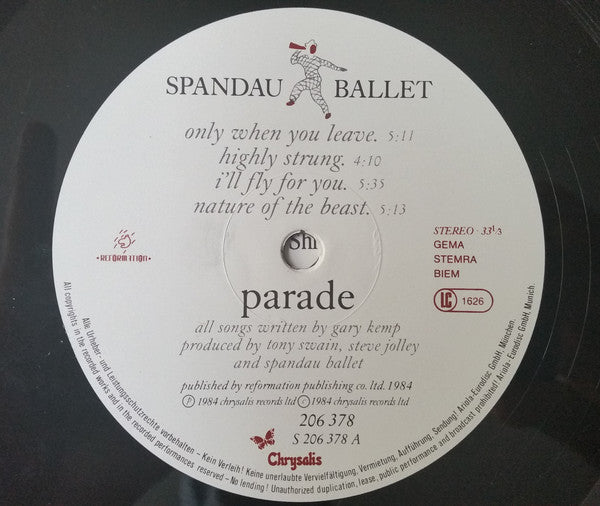 SPANDAU BALLET
only when you leave. 5:11
highly strung. 4:10
i'll fly for you. 5:35
nature of the beast. 5:13
Shi
STEREO · 33 1/3
GEMA
STEMRA
BIEM
LC 1626
•REFORMATION•
parade
all songs written by gary kemp
produced by tony swain, steve jolley
and spandau ballet
published by reformation publishing co. ltd. 1984
Ⓟ 1984 chrysalis records ltd Ⓒ 1984 chrysalis records ltd
206 378
S 206 378 A
Chrysalis
Alle Urheber- und Leistungsschutzrechte vorbehalten - Kein Verleih! Keine unerlaubte Vervielfältigung, Vermietung, Aufführung, Sendung! Ariola-Eurodisc GmbH, München.
All copyrights in the recorded works and in the recorded performances reserved - No lending! Unauthorized duplication, lease, public performance and broadcast prohibited! Ariola-Eurodisc GmbH, Munich.